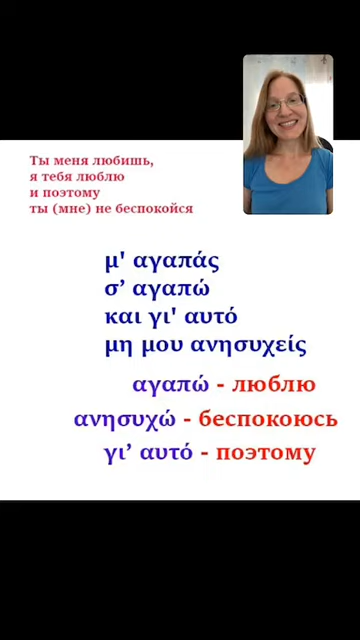 Ты меня любишь,
я тебя люблю
и поэтому
ты (мне) не беспокойся
μ' αγαπάς
σ’ αγαπώ
και γι' αυτό
μη μου ανησυχείς
αγαπώ - люблю
ανησυχώ - беспокоюсь
γι’ αυτό - поэтому